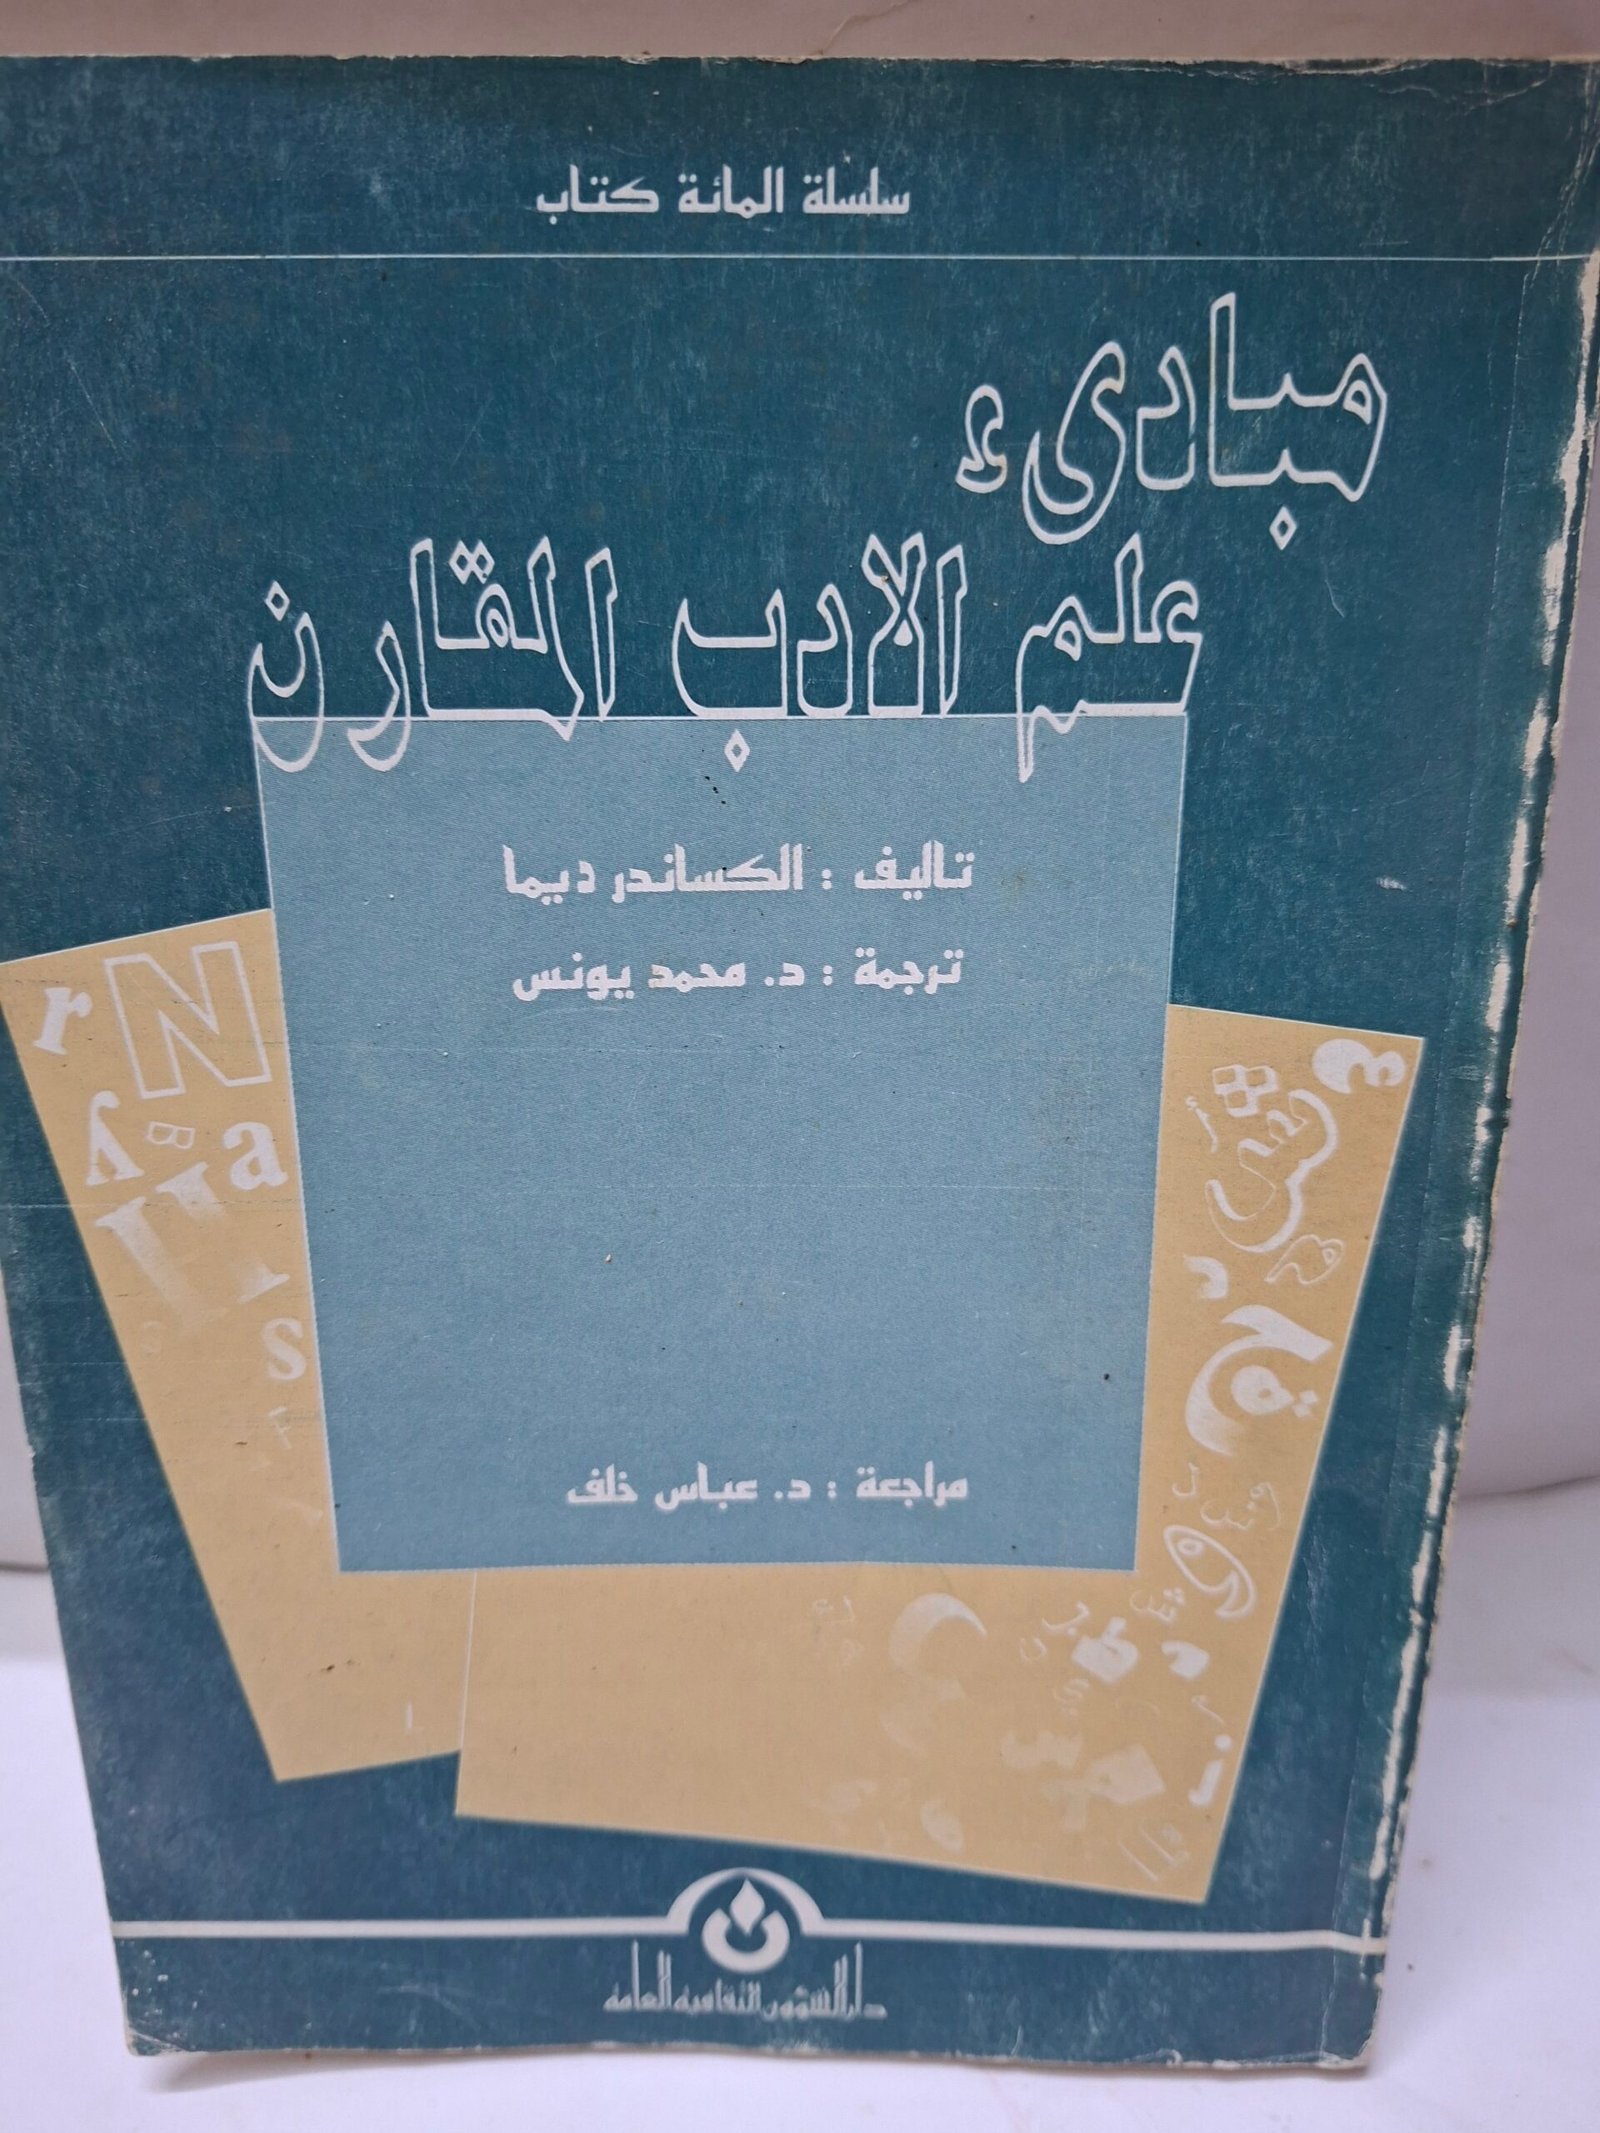 سلسلة المائة كتاب
مبادىء
علم الادب المقارن
تاليف : الكساندر ديما
ترجمة : د. محمد يونس
r N
B a
s
مراجعة : د. عباس خلف
دار الشؤون الثقافية العامة